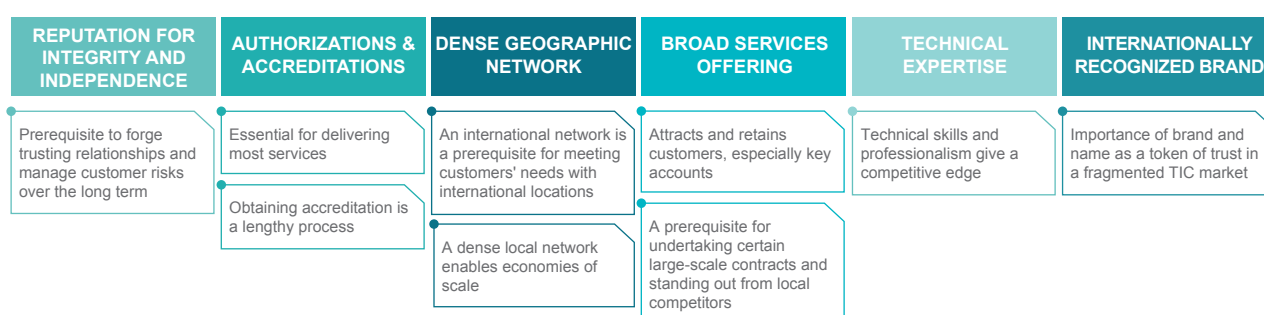 REPUTATION FOR
INTEGRITY AND
INDEPENDENCE
Prerequisite to forge
trusting relationships and
manage customer risks
over the long term
AUTHORIZATIONS &
ACCREDITATIONS
Essential for delivering
most services
Obtaining accreditation is
a lengthy process
DENSE GEOGRAPHIC
NETWORK
An international network is
a prerequisite for meeting
customers' needs with
international locations
A dense local network
enables economies of
scale
BROAD SERVICES
OFFERING
Attracts and retains
customers, especially key
accounts
A prerequisite for
undertaking certain
large-scale contracts and
standing out from local
competitors
TECHNICAL
EXPERTISE
Technical skills and
professionalism give a
competitive edge
INTERNATIONALLY
RECOGNIZED BRAND
Importance of brand and
name as a token of trust in
a fragmented TIC market